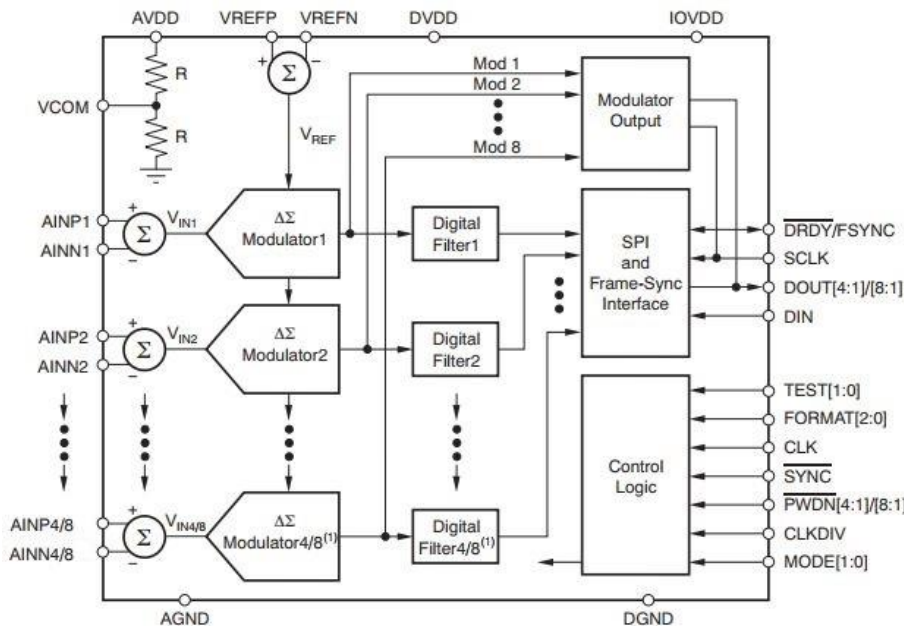 AVDD
VREFP
VREFN
DVDD
IOVDD
R
VCOM
R
+
−
Σ
VREF
Mod 1
Mod 2
Mod 8
Modulator
Output
AINP1
AINN1
+
−
Σ
VIN1
ΔΣ
Modulator1
Digital
Filter1
SPI
and
Frame-Sync
Interface
DRDY/FSYNC
SCLK
DOUT[4:1]/[8:1]
DIN
AINP2
AINN2
+
−
Σ
VIN2
ΔΣ
Modulator2
Digital
Filter2
TEST[1:0]
FORMAT[2:0]
CLK
SYNC
PWDN[4:1]/[8:1]
CLKDIV
MODE[1:0]
Control
Logic
AINP4/8
AINN4/8
+
−
Σ
VIN4/8
ΔΣ
Modulator4/8(1)
Digital
Filter4/8(1)
AGND
DGND